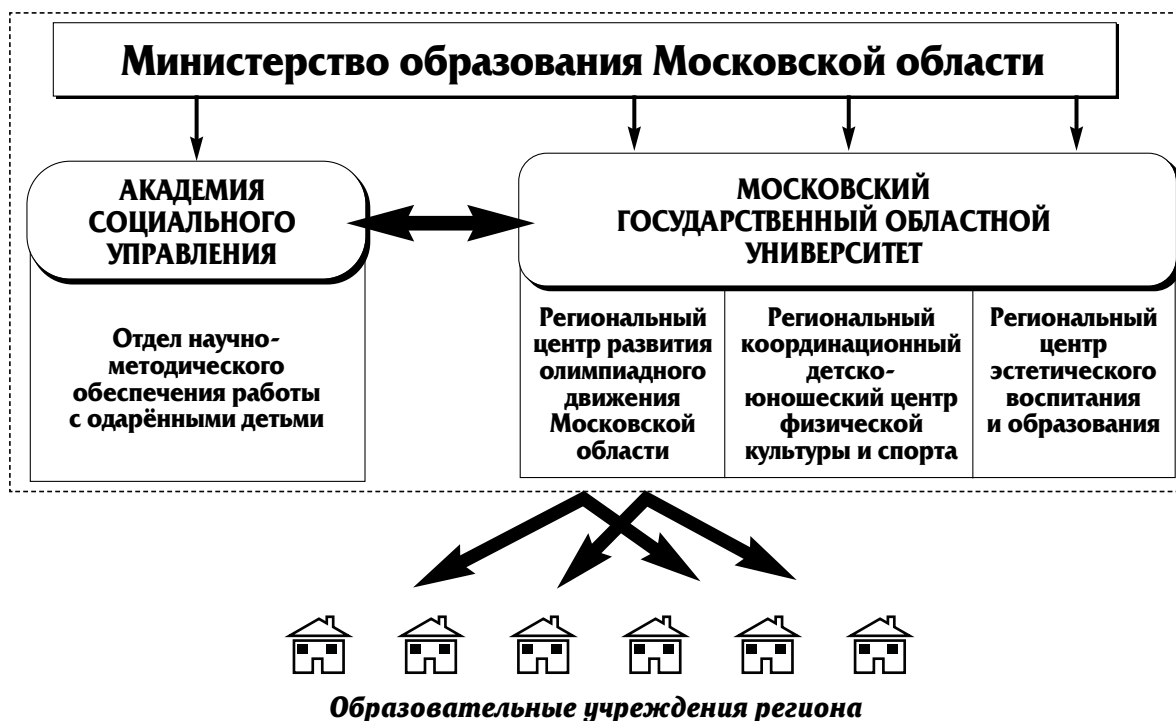 Министерство образования Московской области
АКАДЕМИЯ
СОЦИАЛЬНОГО
УПРАВЛЕНИЯ
МОСКОВСКИЙ
ГОСУДАРСТВЕННЫЙ ОБЛАСТНОЙ
УНИВЕРСИТЕТ
Отдел научно-
методического
обеспечения работы
с одарёнными детьми
Региональный
центр развития
олимпиадного
движения
Московской
области
Региональный
координационный
детско-
юношеский центр
физической
культуры и спорта
Региональный
центр
эстетического
воспитания
и образования
Образовательные учреждения региона